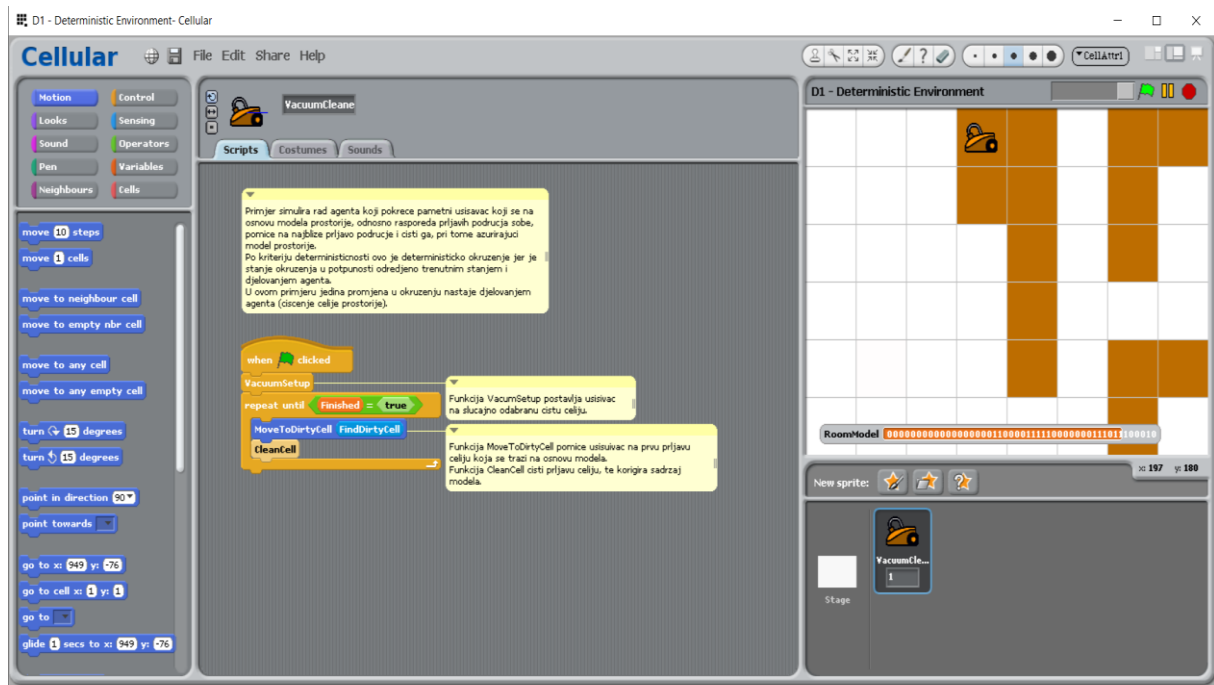 D1 - Deterministic Environment- Cellular
Cellular File Edit Share Help
CellAttr1
Motion Control
Looks Sensing
Sound Operators
Pen Variables
Neighbours Cells
move 10 steps
move 1 cells
move to neighbour cell
move to empty nbr cell
move to any cell
move to any empty cell
turn 15 degrees
turn 15 degrees
point in direction 90
point towards
go to x: 949 y: -76
go to cell x: 1 y: 1
go to
glide 1 secs to x: 949 y: -76
VacuumCleane
Scripts Costumes Sounds
Primjer simulira rad agenta koji pokrece pametni usisavac koji se na
osnovu modela prostorije, odnosno rasporeda prljavih podrucja sobe,
pomice na najblize prljavo podrucje i cisti ga, pri tome azurirajuci
model prostorije.
Po kriteriju deterministicnosti ovo je deterministicko okruzenje jer je
stanje okruzenja u potpunosti odredjeno trenutnim stanjem i
djelovanjem agenta.
U ovom primjeru jedina promjena u okruzenju nastaje djelovanjem
agenta (ciscenje celije prostorije).
when clicked
VacuumSetup
repeat until Finished = true
MoveToDirtyCell FindDirtyCell
CleanCell
Funkcija VacumSetup postavlja usisivac
na slucajno odabranu cistu celiju.
Funkcija MoveToDirtyCell pomice usisuivac na prvu prljavu
celiju koja se trazi na osnovu modela.
Funkcija CleanCell cisti prljavu celiju, te korigira sadrzaj
modela.
D1 - Deterministic Environment
RoomModel
x: 197 y: 180
New sprite:
Stage
VacuumCle...
1